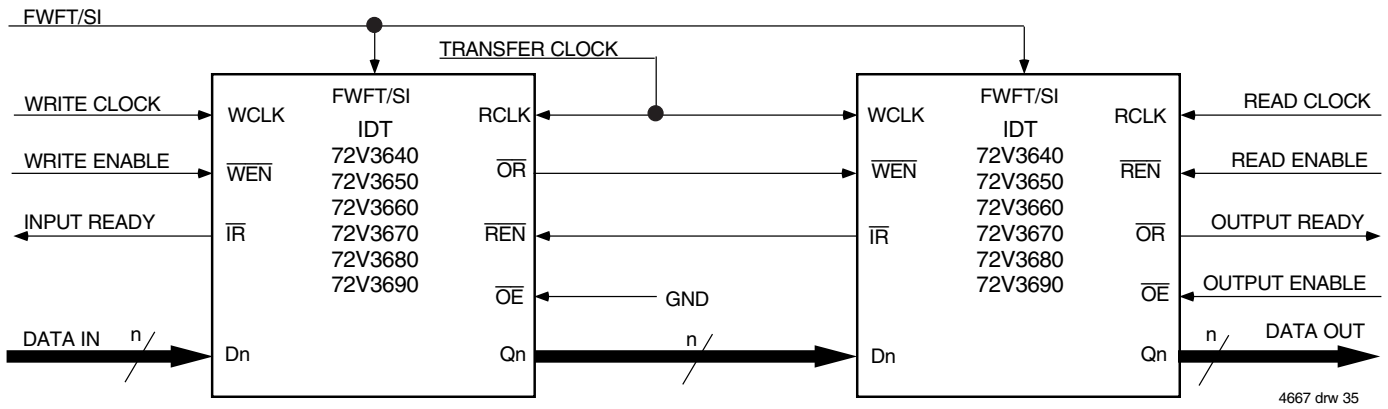 FWFT/SI
TRANSFER CLOCK
WRITE CLOCK
WRITE ENABLE
INPUT READY
DATA IN
n
FWFT/SI
IDT
72V3640
72V3650
72V3660
72V3670
72V3680
72V3690
WCLK
WEN
IR
Dn
RCLK
OR
REN
OE
Qn
GND
n
FWFT/SI
IDT
72V3640
72V3650
72V3660
72V3670
72V3680
72V3690
WCLK
WEN
IR
Dn
RCLK
REN
OR
OE
Qn
READ CLOCK
READ ENABLE
OUTPUT READY
OUTPUT ENABLE
n
DATA OUT
4667 drw 35